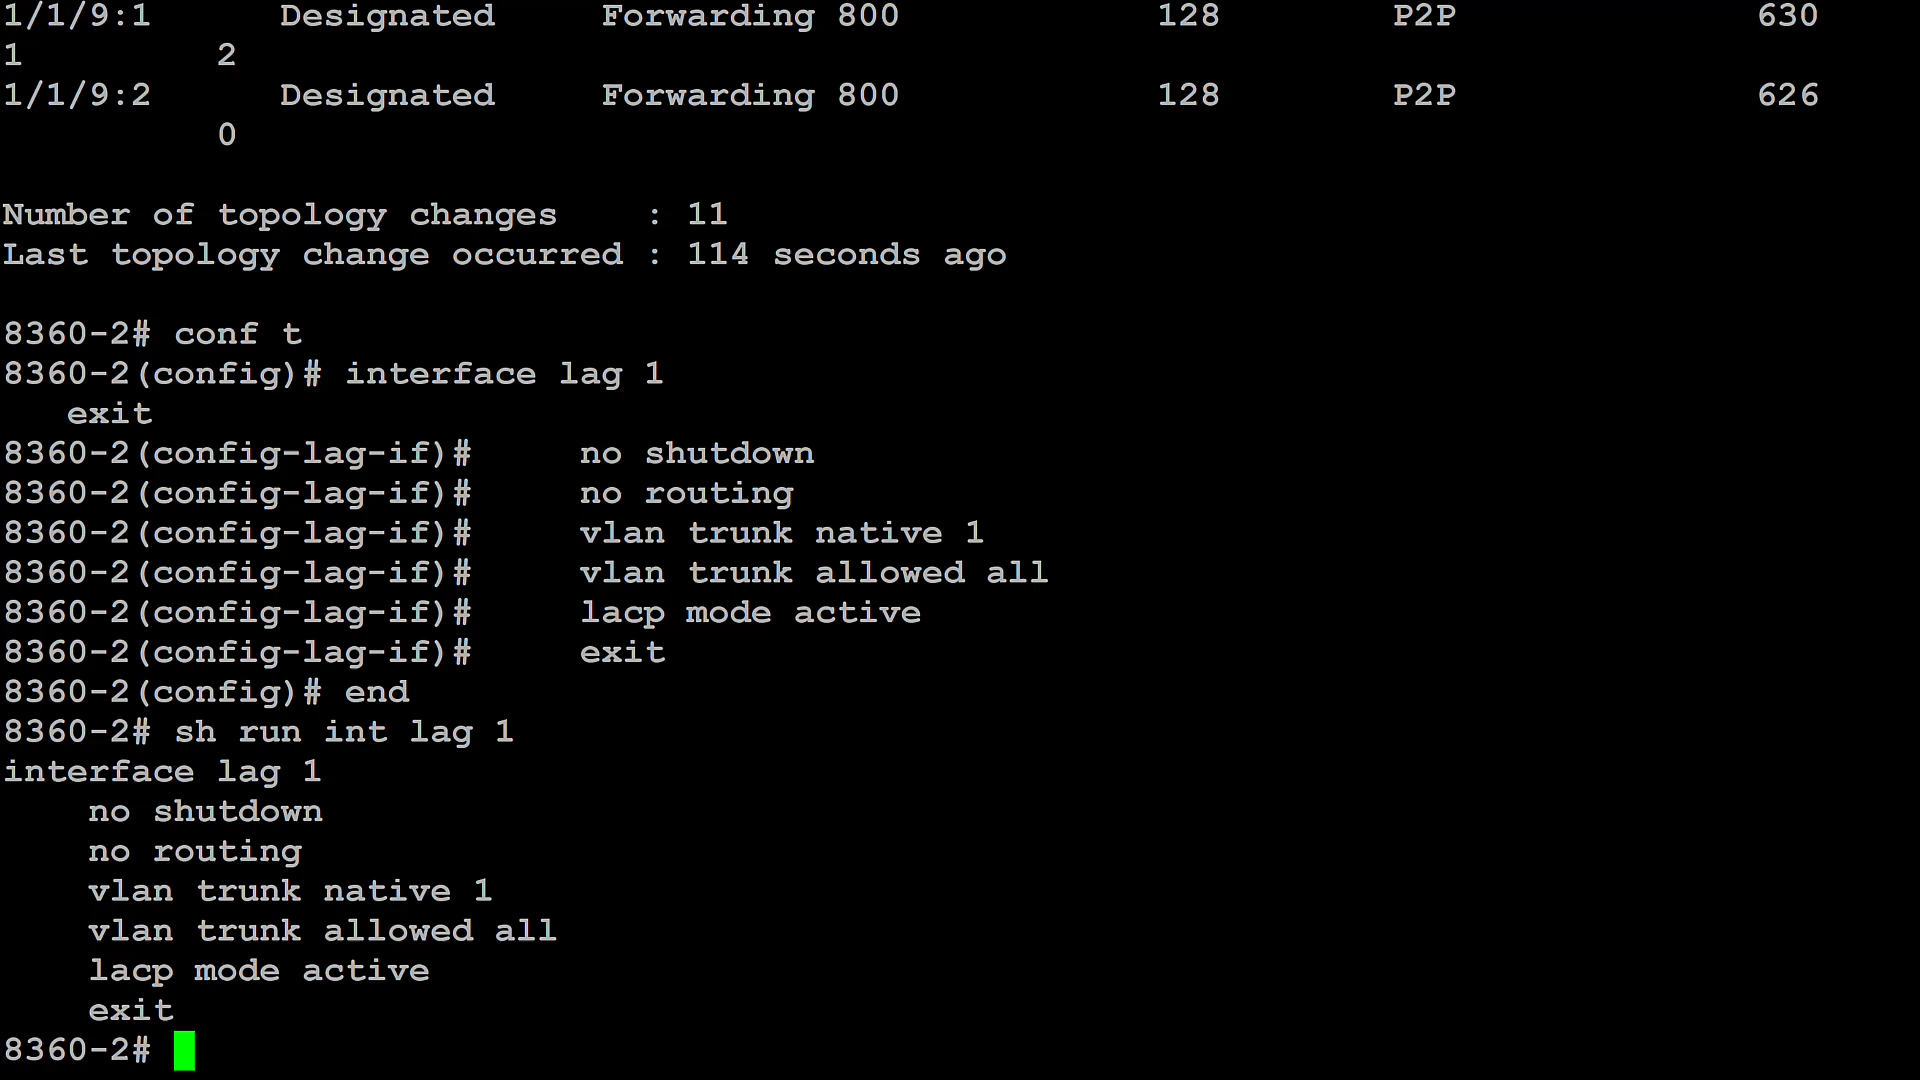 1/1/9:1      Designated     Forwarding 800            128        P2P              630
1         2
1/1/9:2      Designated     Forwarding 800            128        P2P              626
          0
Number of topology changes    : 11
Last topology change occurred : 114 seconds ago
8360-2# conf t
8360-2(config)# interface lag 1
   exit
8360-2(config-lag-if)#     no shutdown
8360-2(config-lag-if)#     no routing
8360-2(config-lag-if)#     vlan trunk native 1
8360-2(config-lag-if)#     vlan trunk allowed all
8360-2(config-lag-if)#     lacp mode active
8360-2(config-lag-if)#     exit
8360-2(config)# end
8360-2# sh run int lag 1
interface lag 1
    no shutdown
    no routing
    vlan trunk native 1
    vlan trunk allowed all
    lacp mode active
    exit
8360-2#